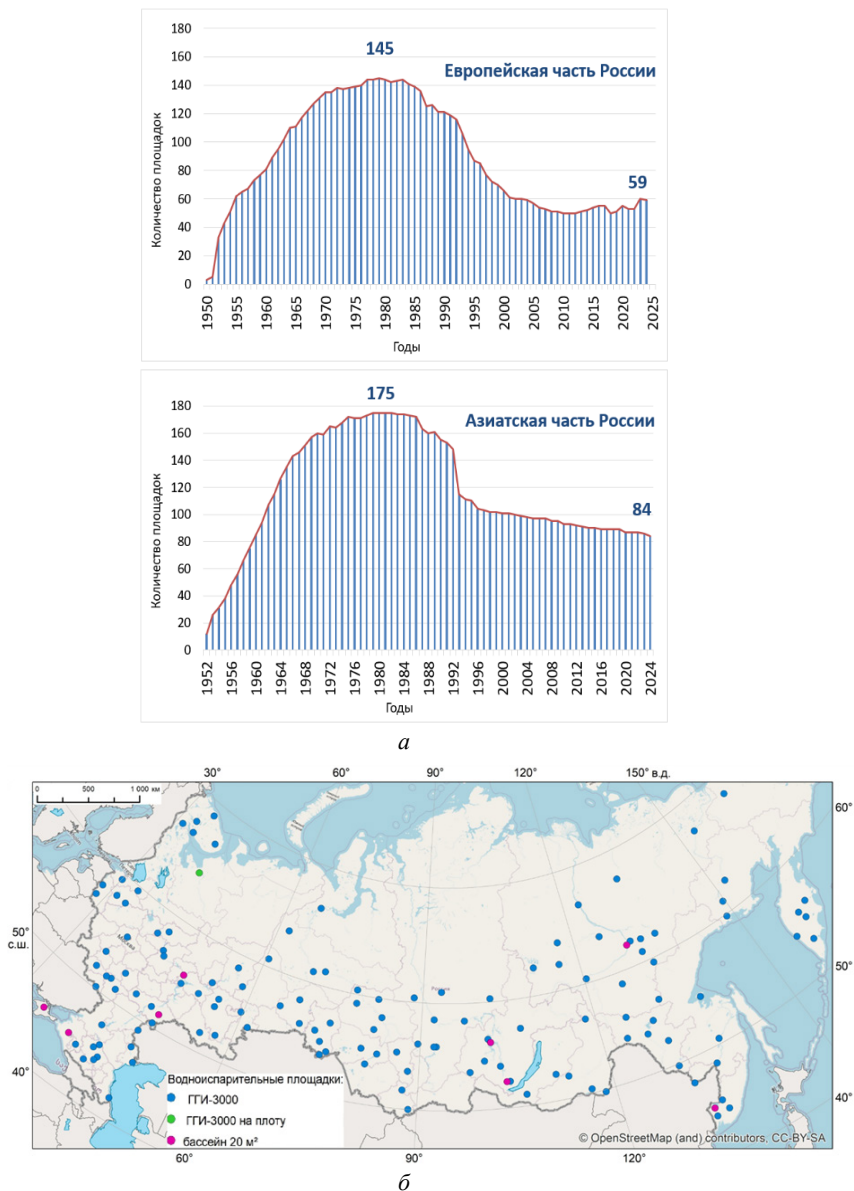 180
145
Европейская часть России
160
140
120
100
80
60
40
20
0
59
Количество площадок
1950 1955 1960 1965 1970 1975 1980 1985 1990 1995 2000 2005 2010 2015 2020 2025
Годы
175
Азиатская часть России
180
160
140
120
100
80
60
40
20
0
84
Количество площадок
1952 1956 1960 1964 1968 1972 1976 1980 1984 1988 1992 1996 2000 2004 2008 2012 2016 2020 2024
Годы
а
30° 60° 90° 120° 150° в.д.
0 500 1 000 км
60°
50°
с.ш.
50°
40°
40°
Водноиспарительные площадки:
ГГИ-3000
ГГИ-3000 на плоту
бассейн 20 м²
© OpenStreetMap (and) contributors, CC-BY-SA
60° 90° 120°
б